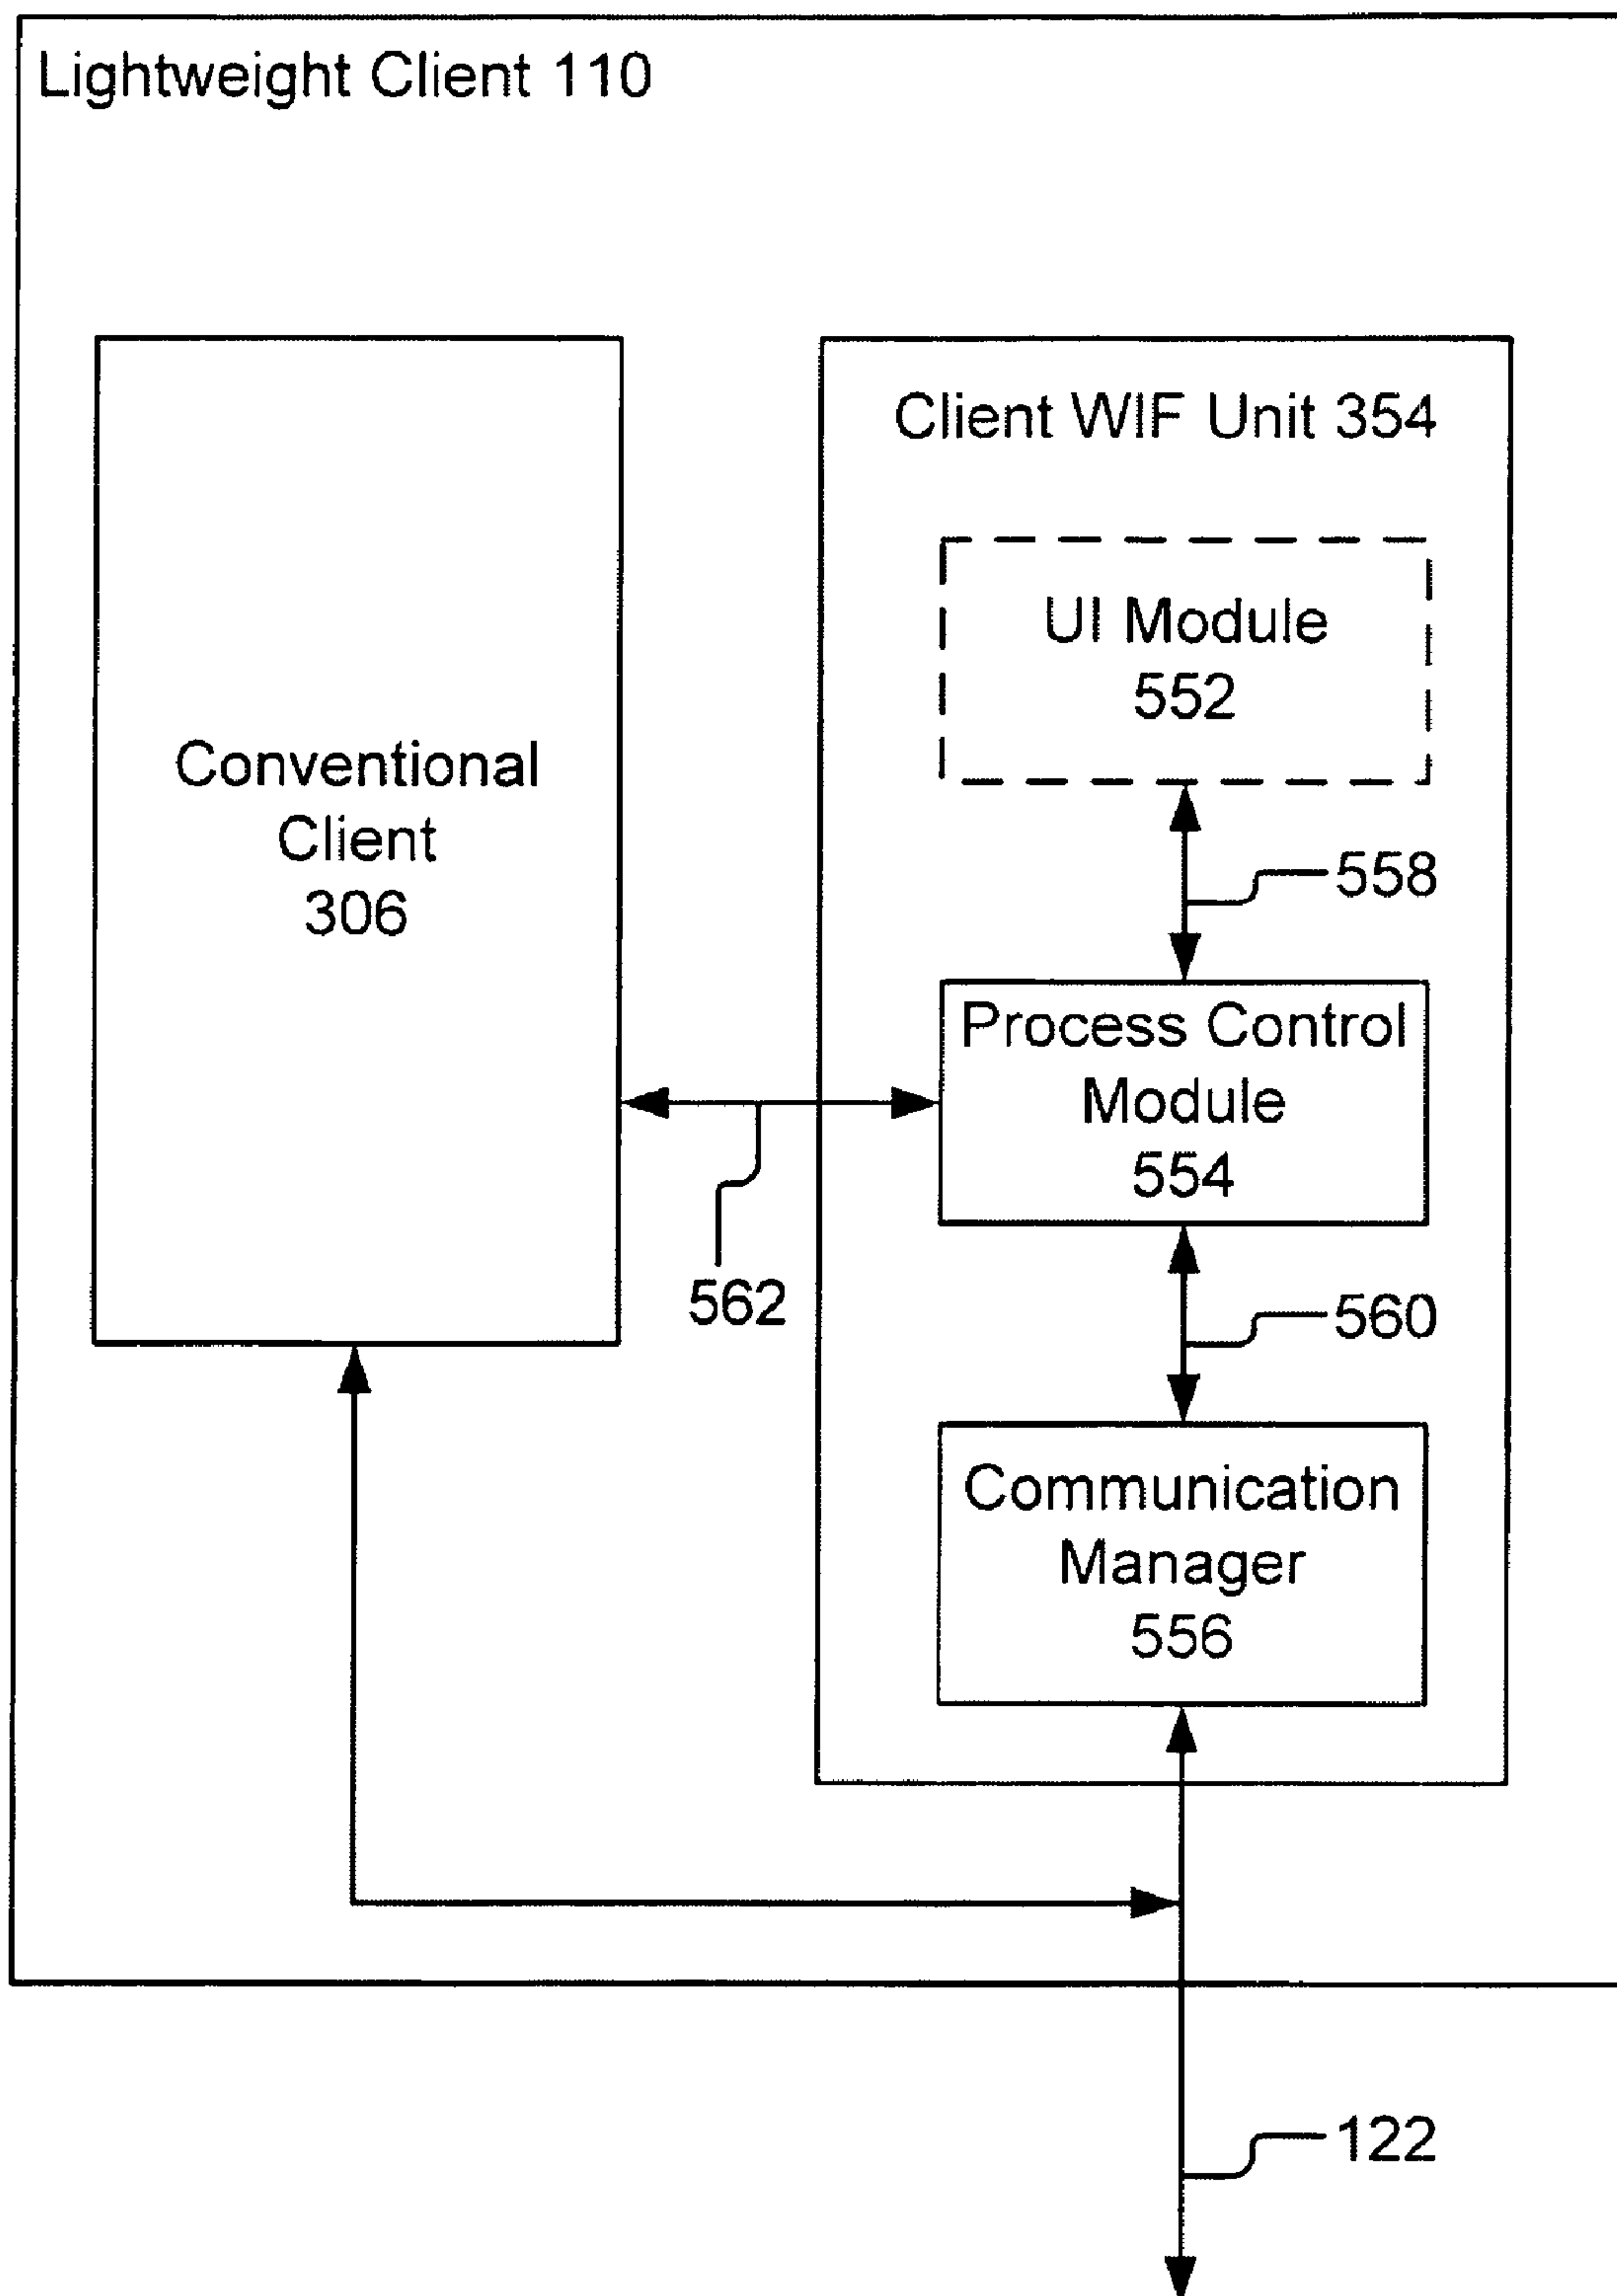 Lightweight Client 110
Client WIF Unit 354
UI Module
552
Conventional
Client
306
558
Process Control
Module
554
562
560
Communication
Manager
556
122